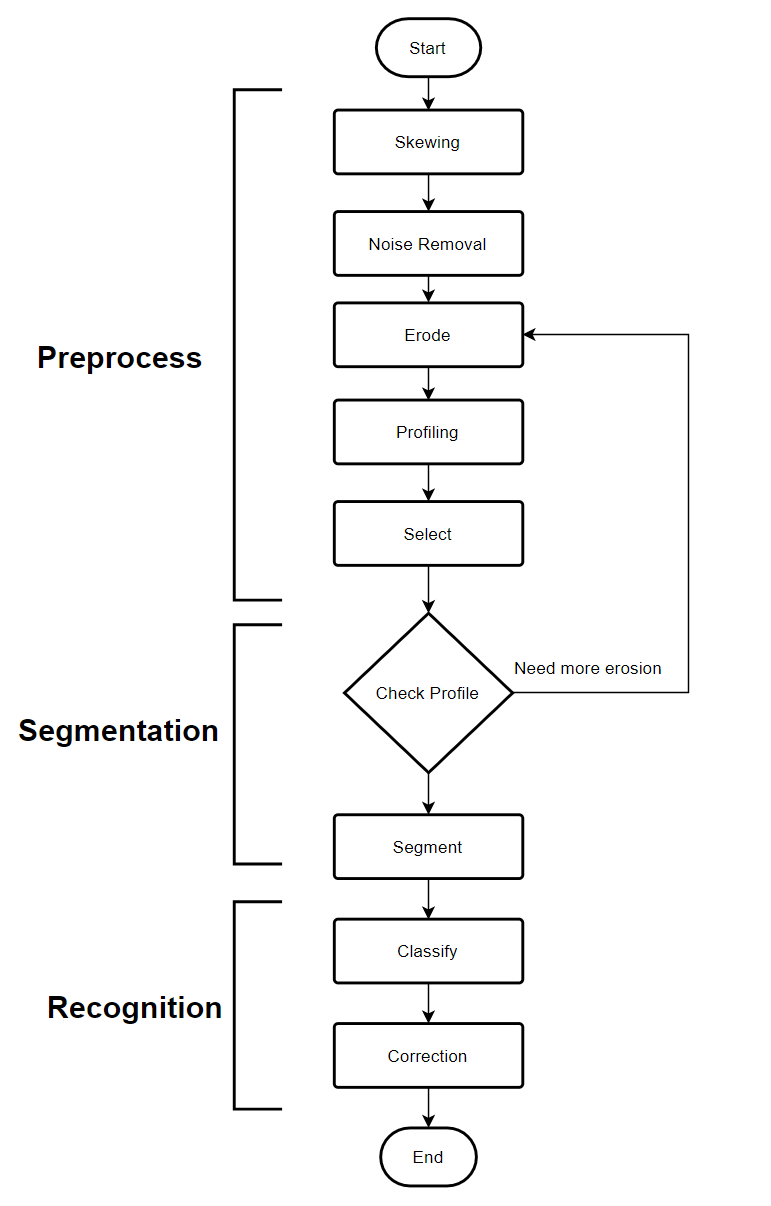 Start
Skewing
Noise Removal
Erode
Preprocess
Profiling
Select
Need more erosion
Check Profile
Segmentation
Segment
Classify
Recognition
Correction
End